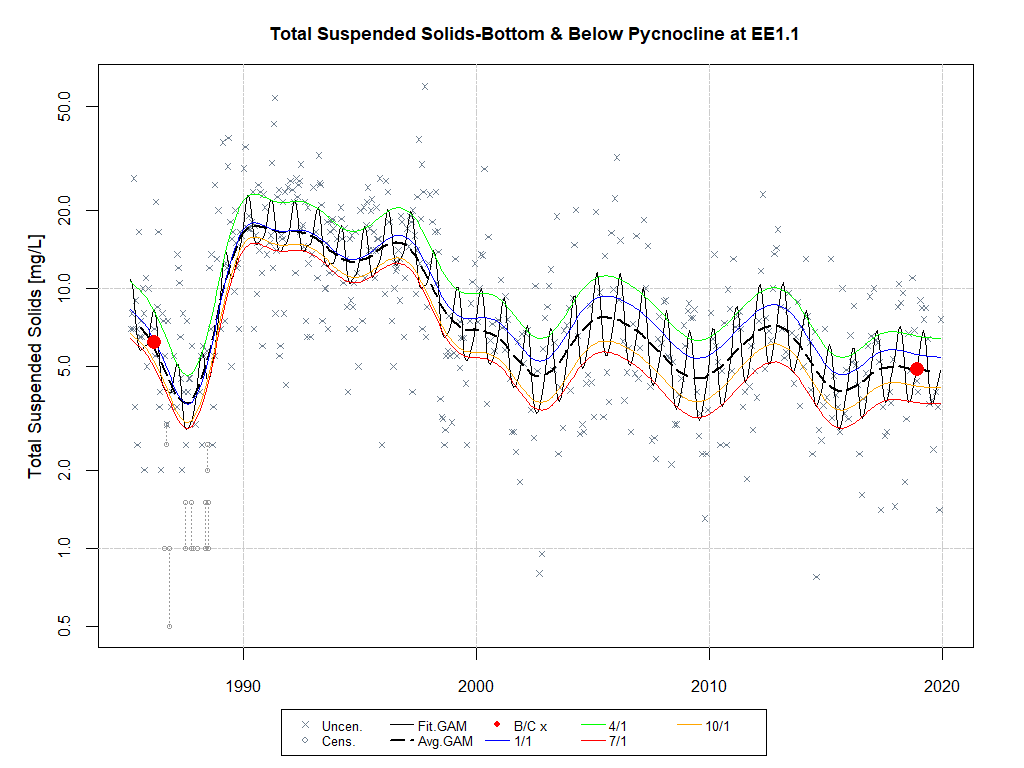 Total Suspended Solids-Bottom & Below Pycnocline at EE1.1
Total Suspended Solids [mg/L]
50.0
20.0
10.0
5.0
2.0
1.0
0.5
1990 2000 2010 2020
Uncen. Fit.GAM B/C x 4/1 10/1
Cens. Avg.GAM 1/1 7/1